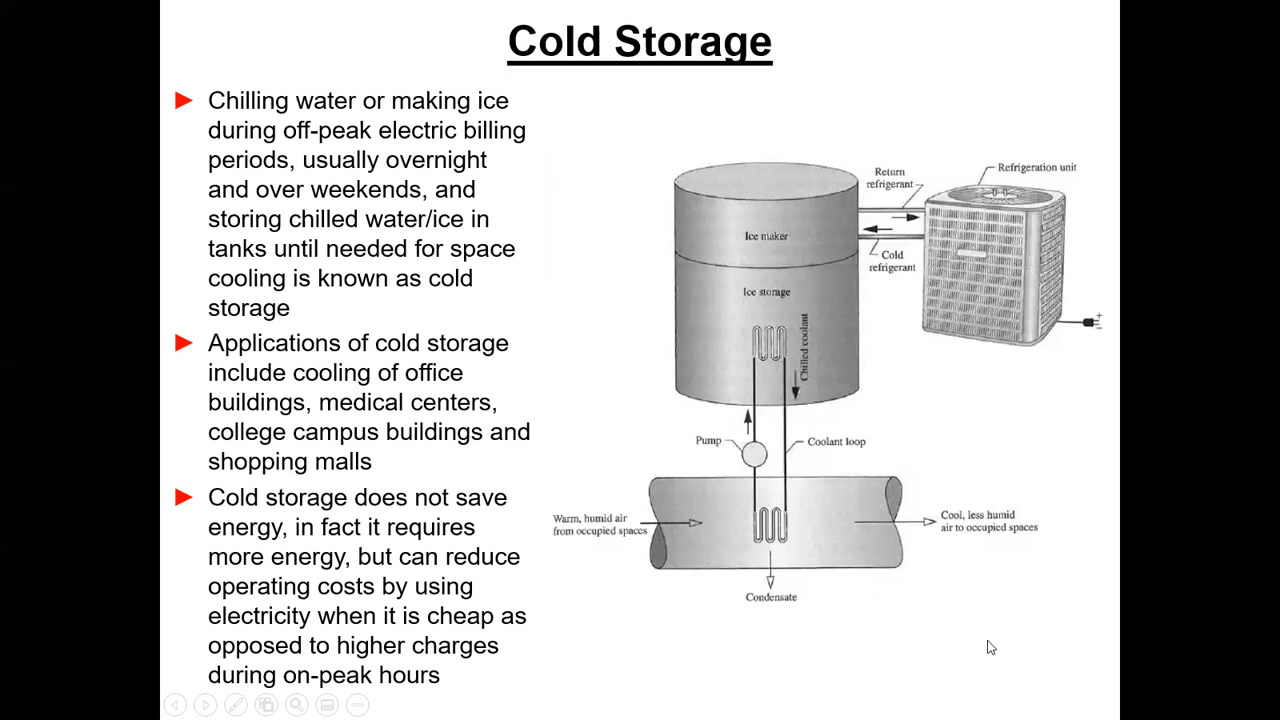 Cold Storage
Chilling water or making ice
during off-peak electric billing
periods, usually overnight
and over weekends, and
storing chilled water/ice in
tanks until needed for space
cooling is known as cold
storage
Applications of cold storage
include cooling of office
buildings, medical centers,
college campus buildings and
shopping malls
Cold storage does not save
energy, in fact it requires
more energy, but can reduce
operating costs by using
electricity when it is cheap as
opposed to higher charges
during on-peak hours
Return
refrigerant
Refrigeration unit
Ice maker
Cold
refrigerant
Ice storage
Chilled coolant
Pump
Coolant loop
Warm, humid air
from occupied spaces
Cool, less humid
air to occupied spaces
Condensate